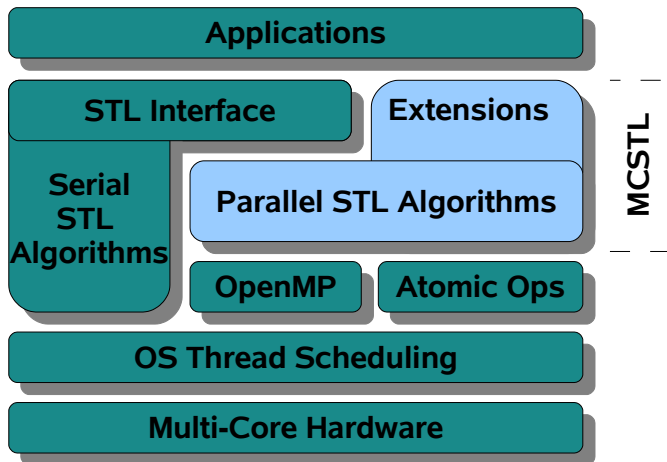 Applications
STL Interface
Extensions
MCSTL
Serial
STL
Algorithms
Parallel STL Algorithms
OpenMP
Atomic Ops
OS Thread Scheduling
Multi-Core Hardware